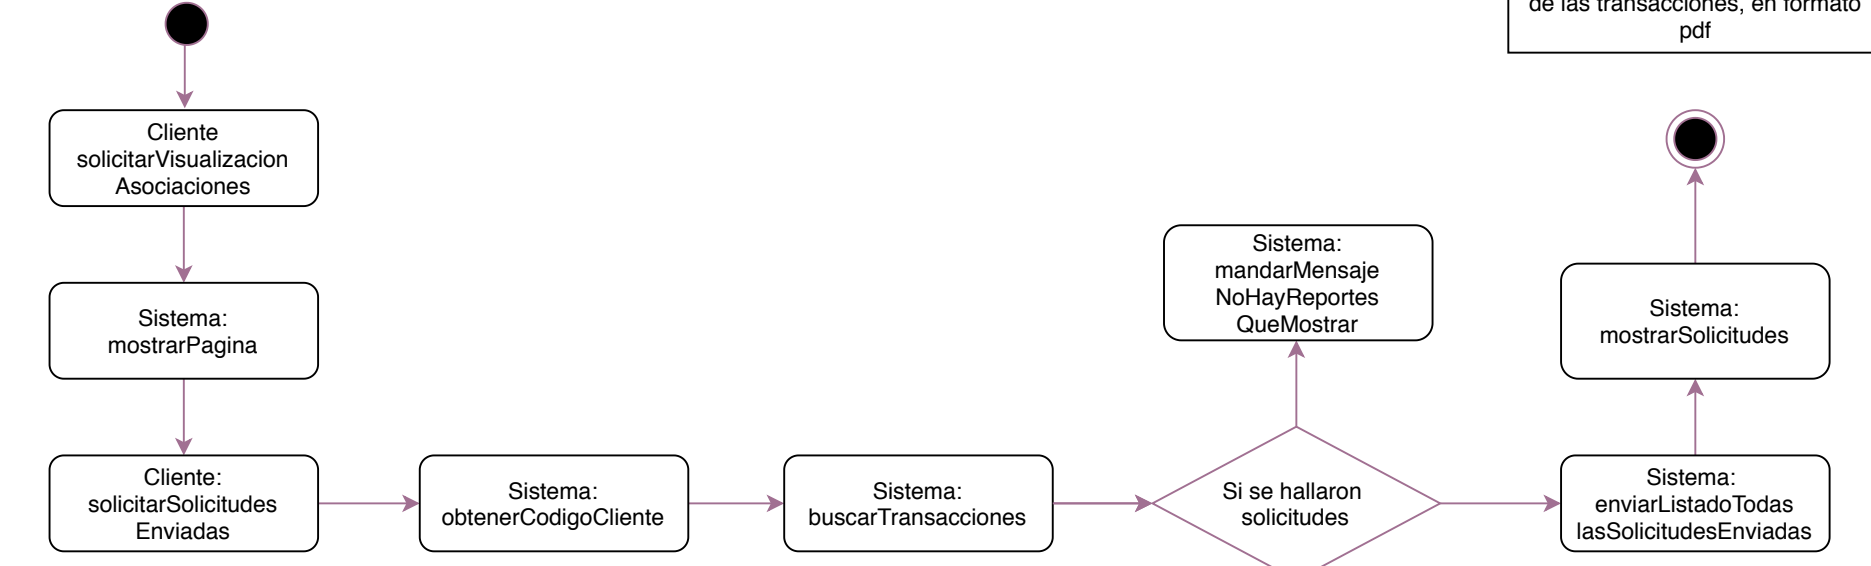 de las transacciones, en formato
pdf
Cliente
solicitarVisualizacion
Asociaciones
Sistema:
mostrarPagina
Cliente:
solicitarSolicitudes
Enviadas
Sistema:
obtenerCodigoCliente
Sistema:
buscarTransacciones
Si se hallaron
solicitudes
Sistema:
mandarMensaje
NoHayReportes
QueMostrar
Sistema:
enviarListadoTodas
lasSolicitudesEnviadas
Sistema:
mostrarSolicitudes